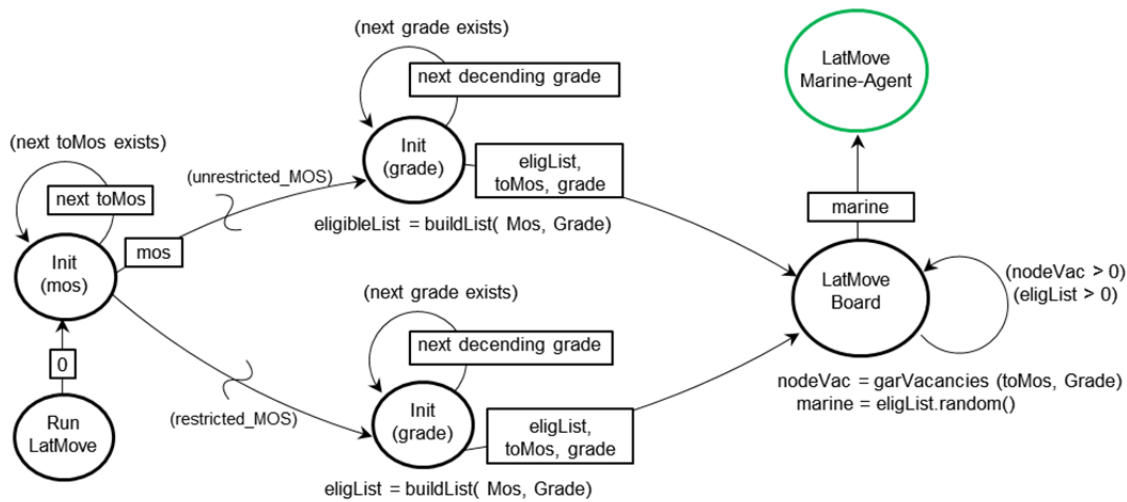 (next grade exists)
next decending grade
LatMove
Marine-Agent
(next toMos exists)
Init
(grade)
eligList,
toMos, grade
(unrestricted_MOS)
next toMos
marine
eligibleList = buildList( Mos, Grade)
mos
Init
(mos)
(next grade exists)
LatMove
Board
(nodeVac > 0)
(eligList > 0)
next decending grade
0
nodeVac = garVacancies (toMos, Grade)
marine = eligList.random()
(restricted_MOS)
Init
(grade)
eligList,
toMos, grade
Run
LatMove
eligList = buildList( Mos, Grade)